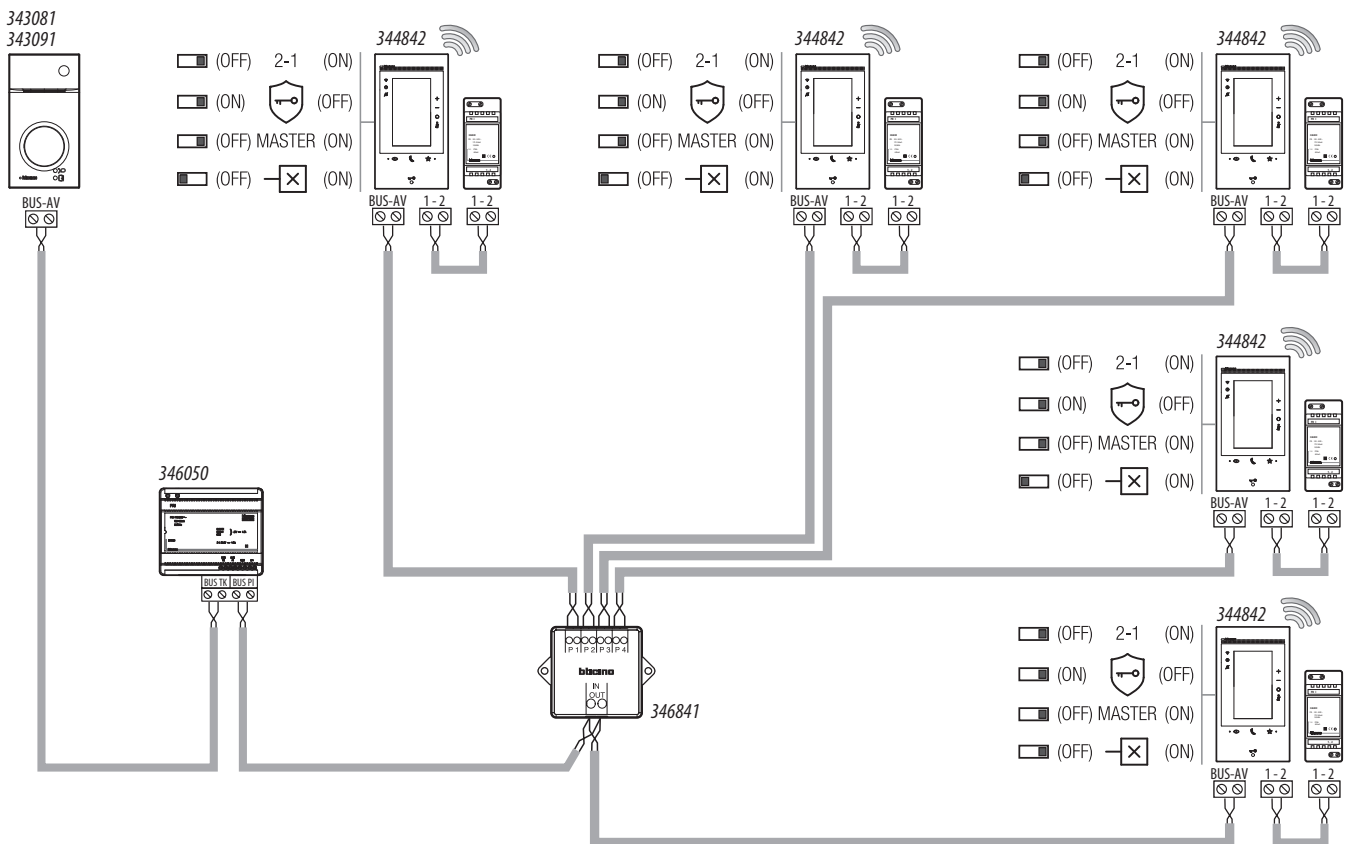 343081
343091
344842
(OFF) 2-1 (ON)
(ON) (OFF)
(OFF) MASTER (ON)
(OFF) (ON)
BUS-AV 1 - 2 1 - 2
344842
(OFF) 2-1 (ON)
(ON) (OFF)
(OFF) MASTER (ON)
(OFF) (ON)
BUS-AV 1 - 2 1 - 2
344842
(OFF) 2-1 (ON)
(ON) (OFF)
(OFF) MASTER (ON)
(OFF) (ON)
BUS-AV 1 - 2 1 - 2
BUS-AV
344842
(OFF) 2-1 (ON)
(ON) (OFF)
(OFF) MASTER (ON)
(OFF) (ON)
BUS-AV 1 - 2 1 - 2
346050
BUS TK BUS PI
P1 P2 P3 P4
bticino
IN
OUT
346841
344842
(OFF) 2-1 (ON)
(ON) (OFF)
(OFF) MASTER (ON)
(OFF) (ON)
BUS-AV 1 - 2 1 - 2